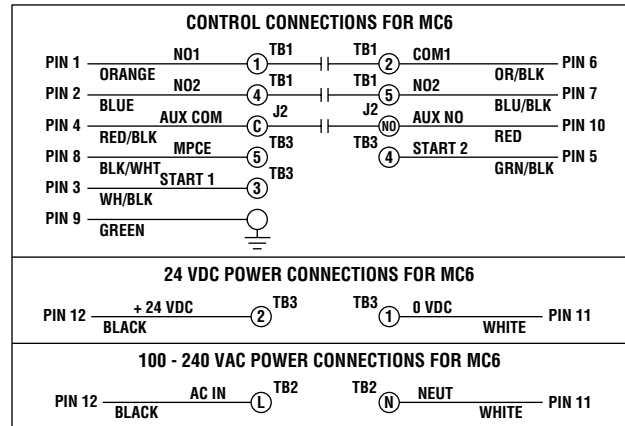 CONTROL CONNECTIONS FOR MC6
PIN 1 NO1 1 TB1 TB1 2 COM1 PIN 6
ORANGE OR/BLK
PIN 2 NO2 4 TB1 TB1 5 NO2 PIN 7
BLUE BLU/BLK
PIN 4 AUX COM C J2 J2 NO AUX NO PIN 10
RED/BLK RED
PIN 8 MPCE 5 TB3 TB3 4 START 2 PIN 5
BLK/WHT GRN/BLK
PIN 3 START 1 3 TB3
WH/BLK
PIN 9
GREEN
24 VDC POWER CONNECTIONS FOR MC6
PIN 12 + 24 VDC 2 TB3 TB3 1 0 VDC PIN 11
BLACK WHITE
100 - 240 VAC POWER CONNECTIONS FOR MC6
PIN 12 AC IN L TB2 TB2 N NEUT PIN 11
BLACK WHITE